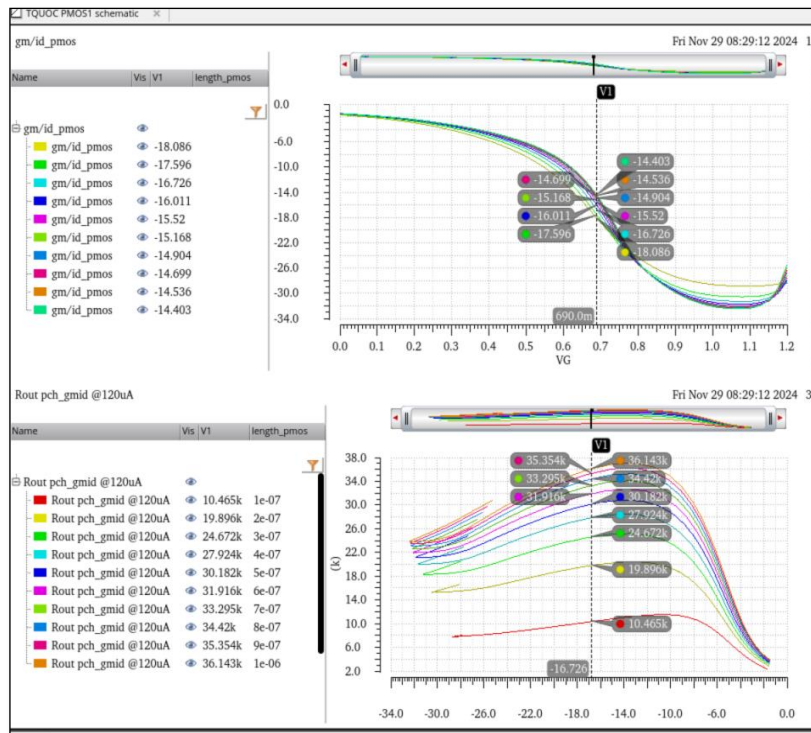 TQUOC PMOS1 schematic
gm/id_pmos
Fri Nov 29 08:29:12 2024 1
Name Vis V1 length_pmos
gm/id_pmos
gm/id_pmos -18.086
gm/id_pmos -17.596
gm/id_pmos -16.726
gm/id_pmos -16.011
gm/id_pmos -15.52
gm/id_pmos -15.168
gm/id_pmos -14.904
gm/id_pmos -14.699
gm/id_pmos -14.536
gm/id_pmos -14.403
V1
0.0
-6.0
-10.0
-14.0
-18.0
-22.0
-26.0
-30.0
-34.0
-14.403
-14.699 -14.536
-15.168 -14.904
-16.011 -15.52
-17.596 -16.726
-18.086
690.0m
0.0 0.1 0.2 0.3 0.4 0.5 0.6 0.7 0.8 0.9 1.0 1.1 1.2
VG
Rout pch_gmid @120uA
Fri Nov 29 08:29:12 2024 3
Name Vis V1 length_pmos
Rout pch_gmid @120uA
Rout pch_gmid @120uA 10.465k 1e-07
Rout pch_gmid @120uA 19.896k 2e-07
Rout pch_gmid @120uA 24.672k 3e-07
Rout pch_gmid @120uA 27.924k 4e-07
Rout pch_gmid @120uA 30.182k 5e-07
Rout pch_gmid @120uA 31.916k 6e-07
Rout pch_gmid @120uA 33.295k 7e-07
Rout pch_gmid @120uA 34.42k 8e-07
Rout pch_gmid @120uA 35.354k 9e-07
Rout pch_gmid @120uA 36.143k 1e-06
V1
38.0
34.0
30.0
26.0
22.0
18.0
14.0
10.0
6.0
2.0
(k)
35.354k 36.143k
33.295k 34.42k
31.916k 30.182k
27.924k
24.672k
19.896k
10.465k
-16.726
-34.0 -30.0 -26.0 -22.0 -18.0 -14.0 -10.0 -6.0 0.0